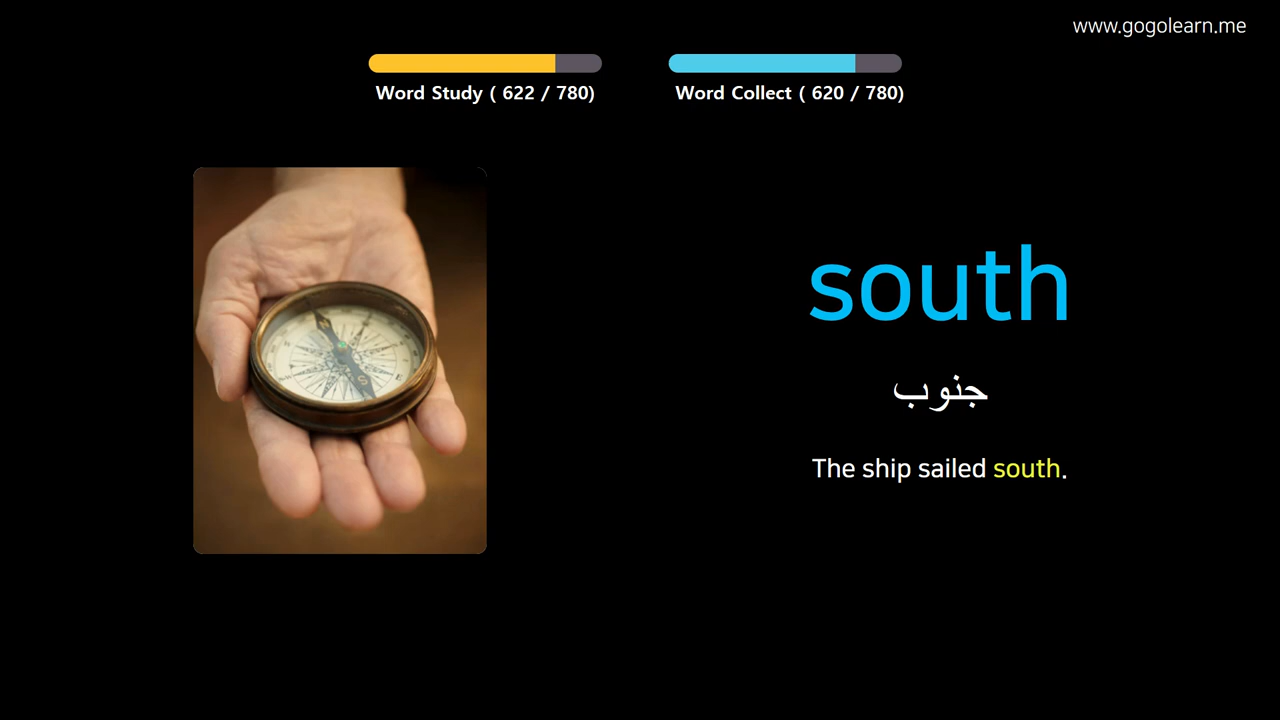 www.gogolearn.me
Word Study ( 622 / 780)
Word Collect ( 620 / 780)
south
جنوب
The ship sailed south.